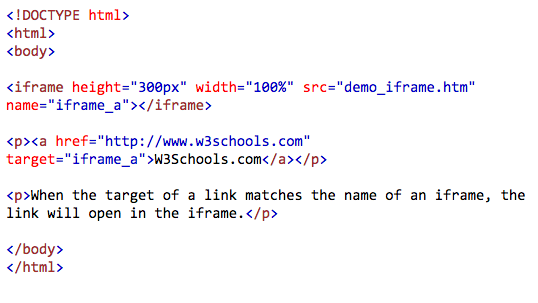 <!DOCTYPE html>
<html>
<body>
<iframe height="300px" width="100%" src="demo_iframe.htm"
name="iframe_a"></iframe>
<p><a href="http://www.w3schools.com"
target="iframe_a">W3Schools.com</a></p>
<p>When the target of a link matches the name of an iframe, the
link will open in the iframe.</p>
</body>
</html>